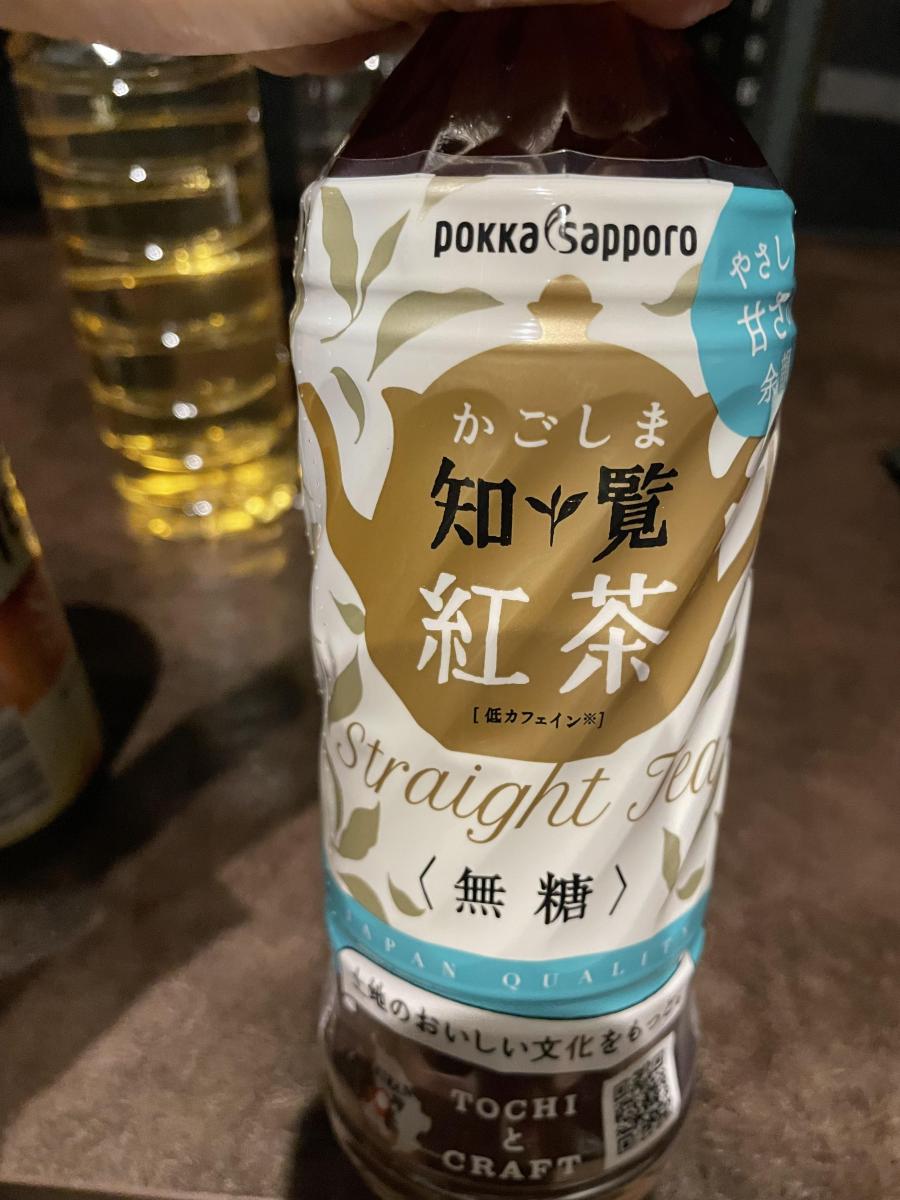 pokka sapporo
やさし
甘さ
余
かごしま
知覧
紅茶
[低カフェイン※]
Straight Tea
〈無糖〉
JAPAN QUALITY
土地のおいしい文化をもっと
TOCHI
と
CRAFT